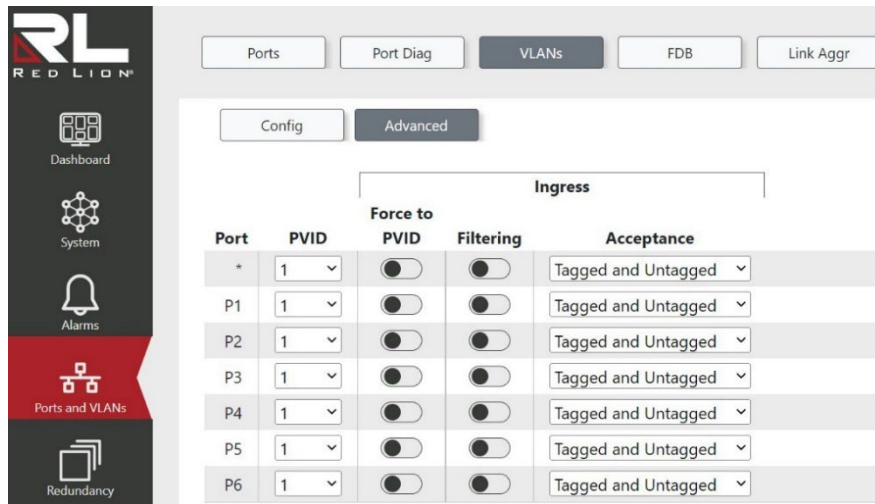 RL
RED LION®
Dashboard
System
Alarms
Ports and VLANs
Redundancy
Ports Port Diag VLANs FDB Link Aggr
Config Advanced
Ingress
Force to
Port PVID PVID Filtering Acceptance
* 1 Tagged and Untagged
P1 1 Tagged and Untagged
P2 1 Tagged and Untagged
P3 1 Tagged and Untagged
P4 1 Tagged and Untagged
P5 1 Tagged and Untagged
P6 1 Tagged and Untagged